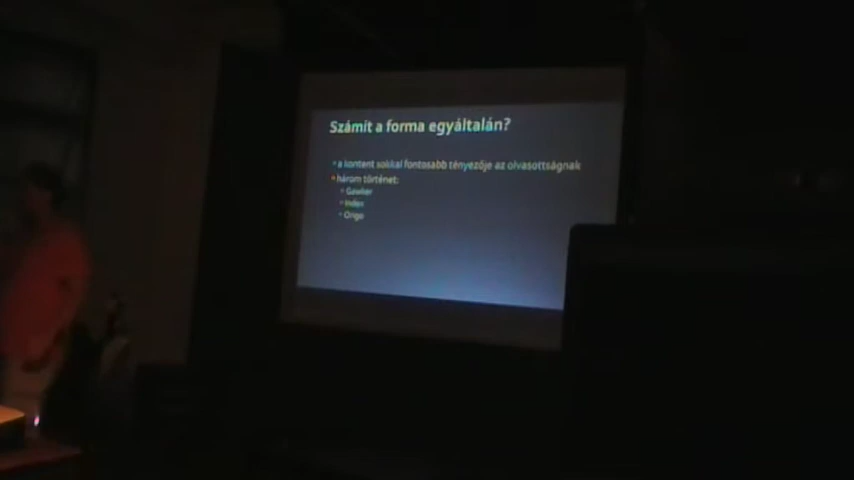 Számít a forma egyáltalán?
a kontent sokkal fontosabb tényezője az olvasottságnak
három történet:
Gawker
Index
Origo